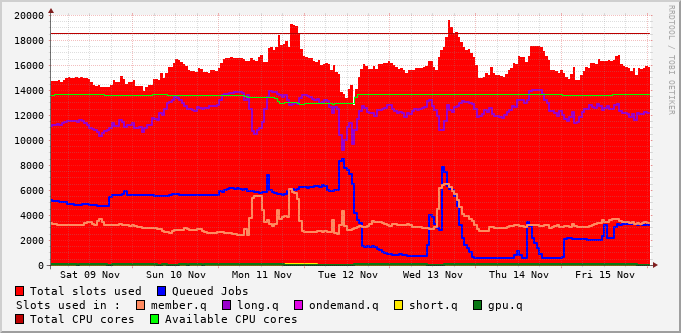 20000
18000
16000
14000
12000
10000
8000
6000
4000
2000
0
Sat 09 Nov Sun 10 Nov Mon 11 Nov Tue 12 Nov Wed 13 Nov Thu 14 Nov Fri 15 Nov
Total slots used Queued Jobs
Slots used in : member.q long.q ondemand.q short.q gpu.q
Total CPU cores Available CPU cores
RRDTOOL / TOBI OETIKER